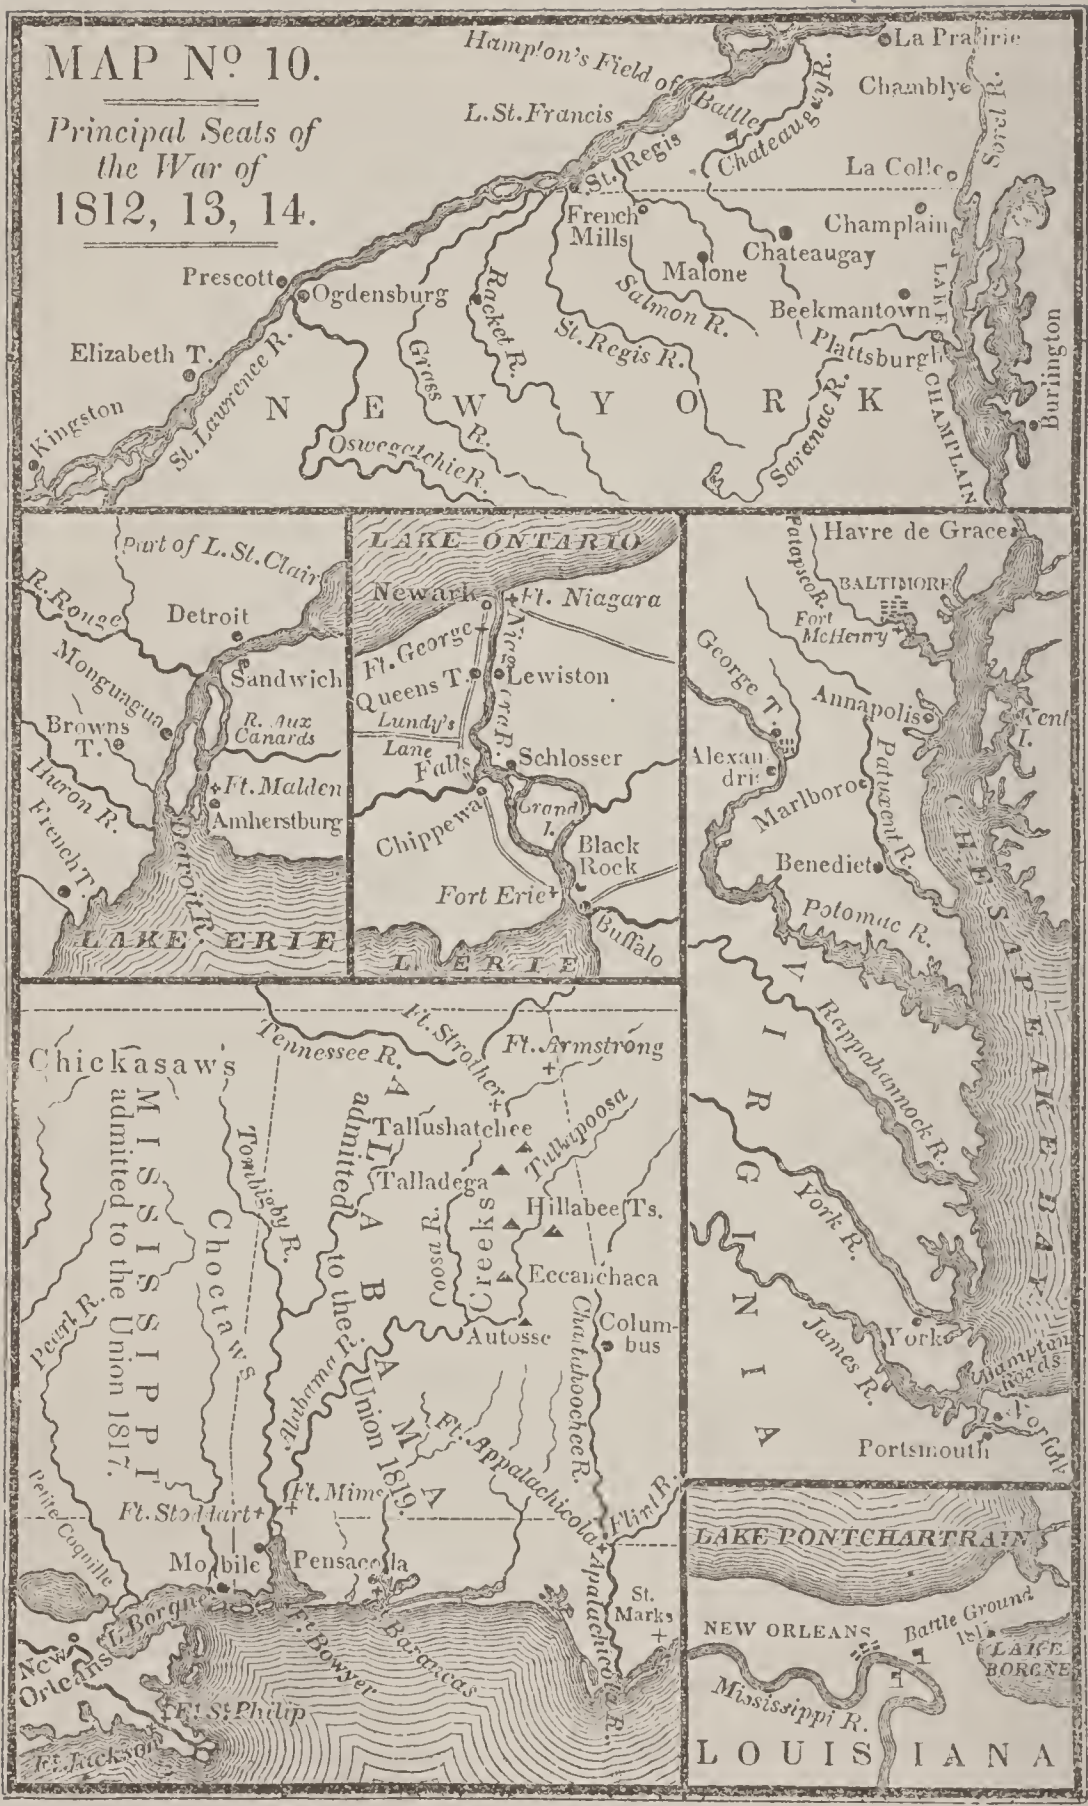 MAP Nº 10.
Principal Seats of
the War of
1812, 13, 14.
Hampton's Field of Battle
L. St. Francis
La Prairie
Chamblye
Sorel R.
Chateaugay R.
St. Regis
La Colle
French
Mills
Champlain
Chateaugay
Malone
Prescott
Ogdensburg
Racket R.
Salmon R.
Beekmantown
LAKE CHAMPLAIN
Plattsburgh
Burlington
St. Regis R.
Elizabeth T.
St. Lawrence R.
Grass R.
NEW YORK
Saranac R.
Kingston
Oswegatchie R.
Part of L. St. Clair
R. Rouge
Detroit
Monguagua
Sandwich
Browns
T.
R. Aux
Canards
Huron R.
Ft. Malden
Amherstburg
French T.
Detroit R.
LAKE ERIE
LAKE ONTARIO
Newark
Ft. Niagara
Ft. George
Queens T.
Lewiston
Lundy's
Lane
Falls
Schlosser
Grand
I.
Chippewa
Black
Rock
Fort Erie
Buffalo
L. ERIE
Patapsco R.
Havre de Grace
BALTIMORE
Fort
McHenry
George T.
Annapolis
Kent
I.
Alexan
dri
Patuxent R.
Marlboro
Benedict
Potomac R.
CHESAPEAKE BAY
VIRGINIA
Rappahannock R.
York R.
York
James R.
Hampton
Roads
Norfolk
Portsmouth
Chickasaws
Tennessee R.
Ft. Strother
Ft. Armstrong
MISSISSIPPI
admitted to the Union 1817.
Tombigby R.
ALABAMA
admitted to the Union 1819.
Tallushatchee
Tallapoosa
Talladega
Hillabee Ts.
Choctaws
Coosa R.
Creeks
Eccanchaca
Autosse
Colum-
bus
Chatahoochee R.
Pearl R.
Alabama R.
Ft. Appalachicola
Flint R.
Petite Coquille
Ft. Stoddart
Ft. Mims
Mobile
Pensacola
Apalachicola R.
St.
Marks
L. Borgne
New
Orleans
Ft. Bowyer
Ft. Barancas
Ft. St. Philip
Ft. Jackson
LAKE PONTCHARTRAIN
NEW ORLEANS
Battle Ground
LAKE
BORGNE
Mississippi R.
LOUISIANA